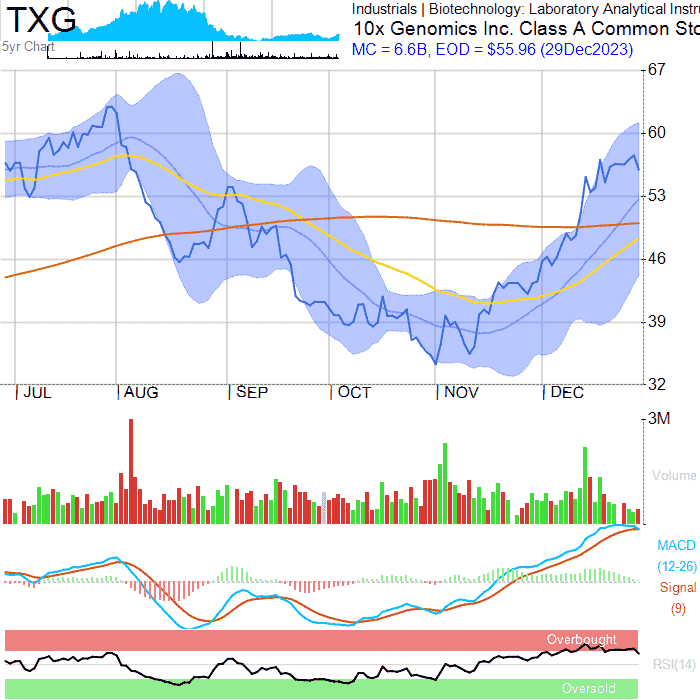 TXG
5yr Chart
Industrials | Biotechnology: Laboratory Analytical Instru
10x Genomics Inc. Class A Common Sto
MC = 6.6B, EOD = $55.96 (29Dec2023)
67
60
53
46
39
32
JUL AUG SEP OCT NOV DEC
3M
Volume
MACD
(12-26)
Signal
(9)
Overbought
RSI(14)
Oversold